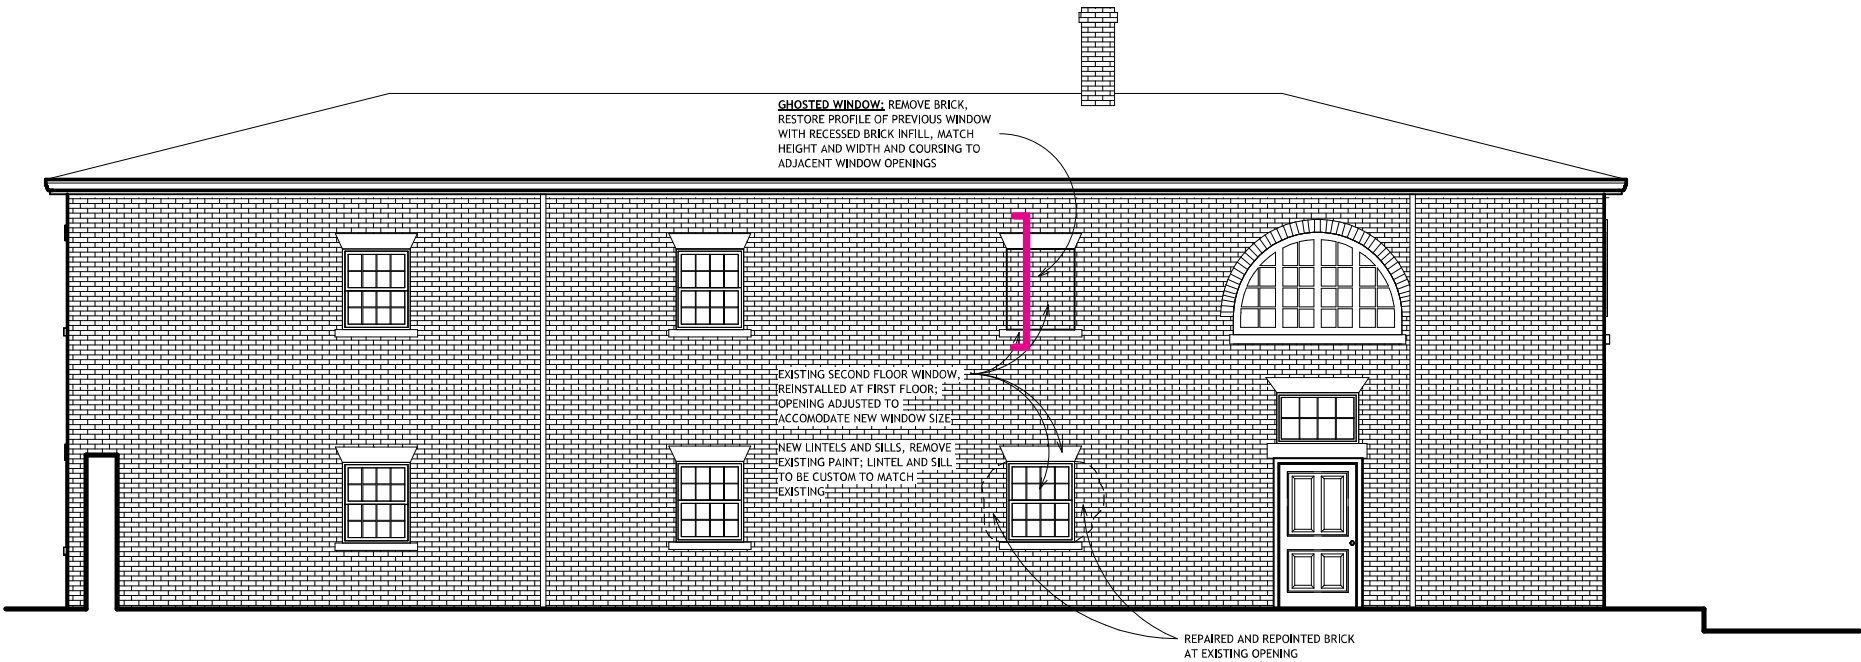 GHOSTED WINDOW: REMOVE BRICK,
RESTORE PROFILE OF PREVIOUS WINDOW
WITH RECESSED BRICK INFILL, MATCH
HEIGHT AND WIDTH AND COURSING TO
ADJACENT WINDOW OPENINGS
EXISTING SECOND FLOOR WINDOW,
REINSTALLED AT FIRST FLOOR;
OPENING ADJUSTED TO
ACCOMODATE NEW WINDOW SIZE
NEW LINTELS AND SILLS, REMOVE
EXISTING PAINT; LINTEL AND SILL
TO BE CUSTOM TO MATCH
EXISTING
REPAIRED AND REPOINTED BRICK
AT EXISTING OPENING